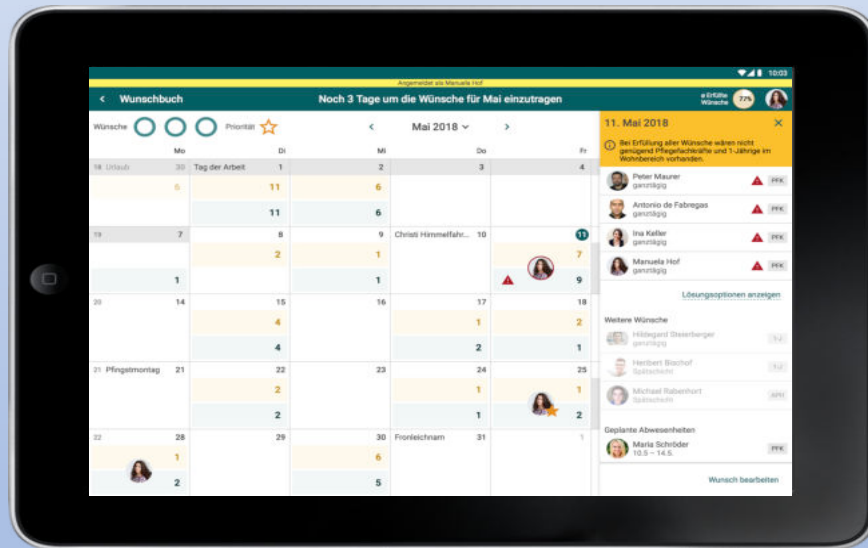 10:03
Angemeldet als Manuela Hof
Wunschbuch
Noch 3 Tage um die Wünsche für Mai einzutragen
ø Erfüllte
Wünsche
77%
Wünsche
Priorität
Mai 2018
Mo
Di
Mi
Do
Fr
18 Urlaub 30
Tag der Arbeit 1
2
3
4
6
11
6
11
6
19 7
8
9
Christi Himmelfahr... 10
11
2
1
7
1
1
9
20 14
15
16
17
18
4
1
2
4
2
1
21 Pfingstmontag 21
22
23
24
25
2
1
1
2
1
2
22 28
29
30
Fronleichnam 31
1
1
6
2
5
11. Mai 2018
Bei Erfüllung aller Wünsche wären nicht
genügend Pflegefachkräfte und 1-Jährige im
Wohnbereich vorhanden.
Peter Maurer
ganztägig
PFK
Antonio de Fabregas
ganztägig
PFK
Ina Keller
ganztägig
PFK
Manuela Hof
ganztägig
PFK
Lösungsoptionen anzeigen
Weitere Wünsche
Hildegard Steierberger
ganztägig
1-J
Heribert Bischof
Spätschicht
1-J
Michael Rabenhort
Spätschicht
APH
Geplante Abwesenheiten
Maria Schröder
10.5 – 14.5.
PFK
Wunsch bearbeiten